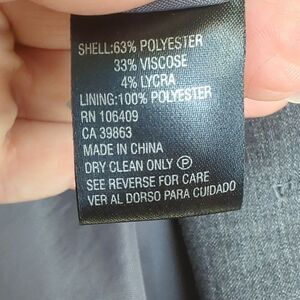 SHELL:63% POLYESTER
33% VISCOSE
4% LYCRA
LINING:100% POLYESTER
RN 106409
CA 39863
MADE IN CHINA
DRY CLEAN ONLY Ⓟ
SEE REVERSE FOR CARE
VER AL DORSO PARA CUIDADO